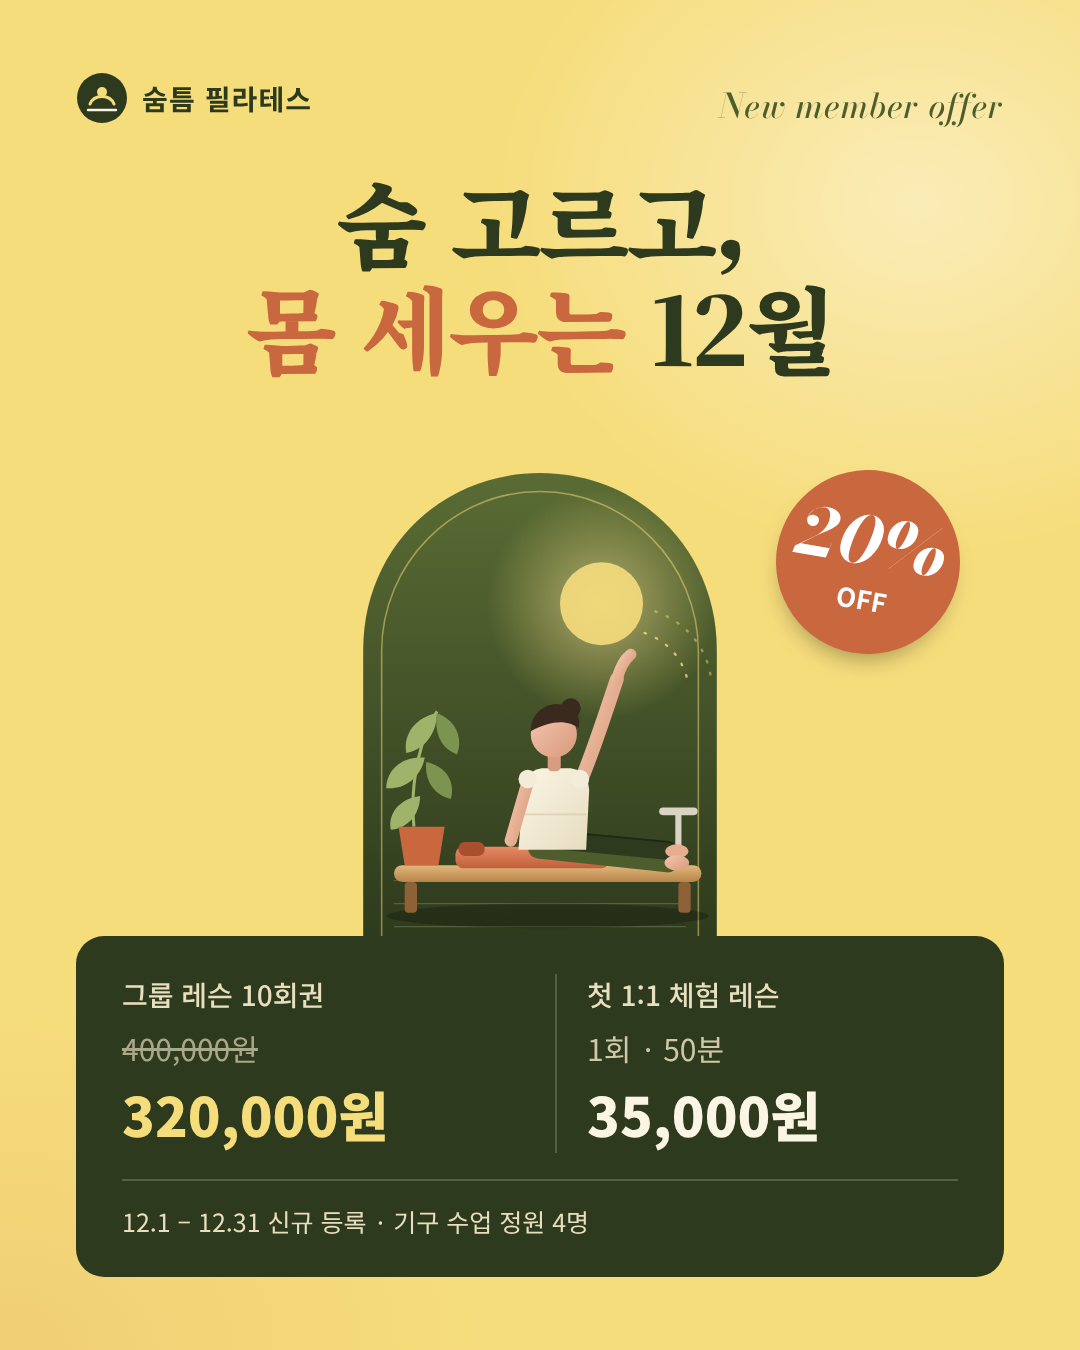 숨틈 필라테스
New member offer
숨 고르고,
몸 세우는 12월
20%
OFF
그룹 레슨 10회권
400,000원
320,000원
첫 1:1 체험 레슨
1회 · 50분
35,000원
12.1 – 12.31 신규 등록 · 기구 수업 정원 4명